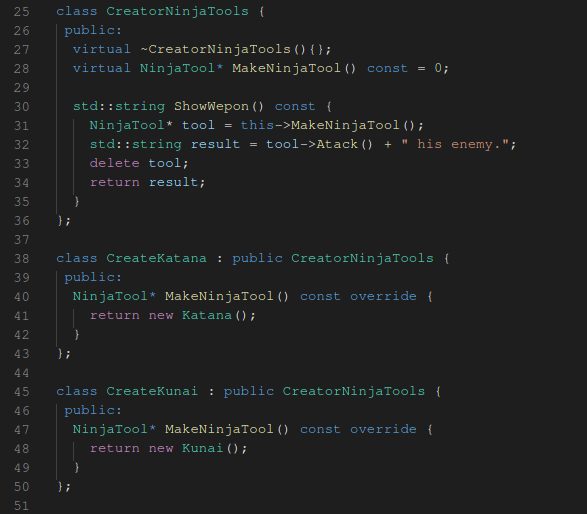 25 class CreatorNinjaTools {
26  public:
27   virtual ~CreatorNinjaTools(){};
28   virtual NinjaTool* MakeNinjaTool() const = 0;
29
30   std::string ShowWepon() const {
31     NinjaTool* tool = this->MakeNinjaTool();
32     std::string result = tool->Atack() + " his enemy.";
33     delete tool;
34     return result;
35   }
36 };
37
38 class CreateKatana : public CreatorNinjaTools {
39  public:
40   NinjaTool* MakeNinjaTool() const override {
41     return new Katana();
42   }
43 };
44
45 class CreateKunai : public CreatorNinjaTools {
46  public:
47   NinjaTool* MakeNinjaTool() const override {
48     return new Kunai();
49   }
50 };
51